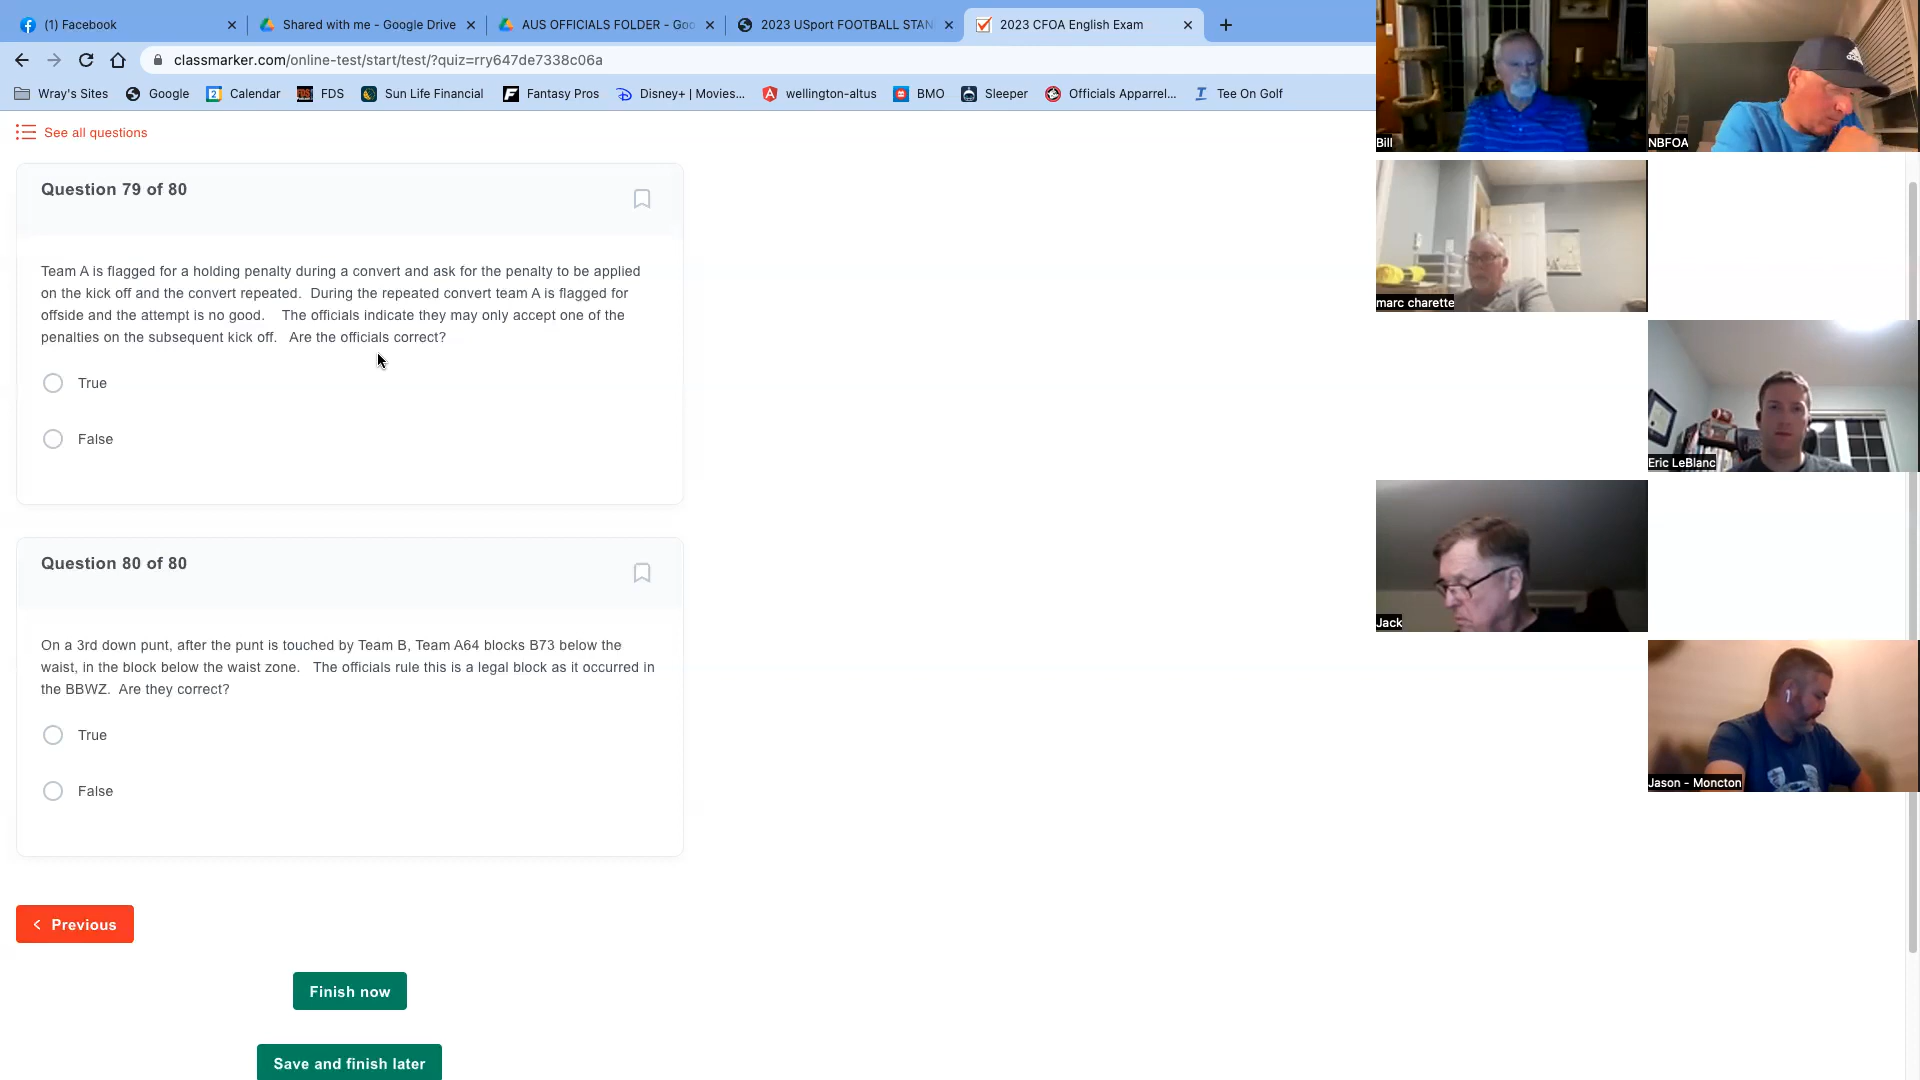 (1) Facebook
Shared with me - Google Drive
AUS OFFICIALS FOLDER - Goo
2023 USport FOOTBALL STAN
2023 CFOA English Exam
classmarker.com/online-test/start/test/?quiz=rry647de7338c06a
Wray's Sites
Google
Calendar
FDS
Sun Life Financial
Fantasy Pros
Disney+ | Movies...
wellington-altus
BMO
Sleeper
Officials Apparrel...
Tee On Golf
See all questions
Question 79 of 80
Team A is flagged for a holding penalty during a convert and ask for the penalty to be applied
on the kick off and the convert repeated. During the repeated convert team A is flagged for
offside and the attempt is no good. The officials indicate they may only accept one of the
penalties on the subsequent kick off. Are the officials correct?
True
False
Question 80 of 80
On a 3rd down punt, after the punt is touched by Team B, Team A64 blocks B73 below the
waist, in the block below the waist zone. The officials rule this is a legal block as it occurred in
the BBWZ. Are they correct?
True
False
Previous
Finish now
Save and finish later
Bill
NBFOA
marc charette
Eric LeBlanc
Jack
Jason - Moncton